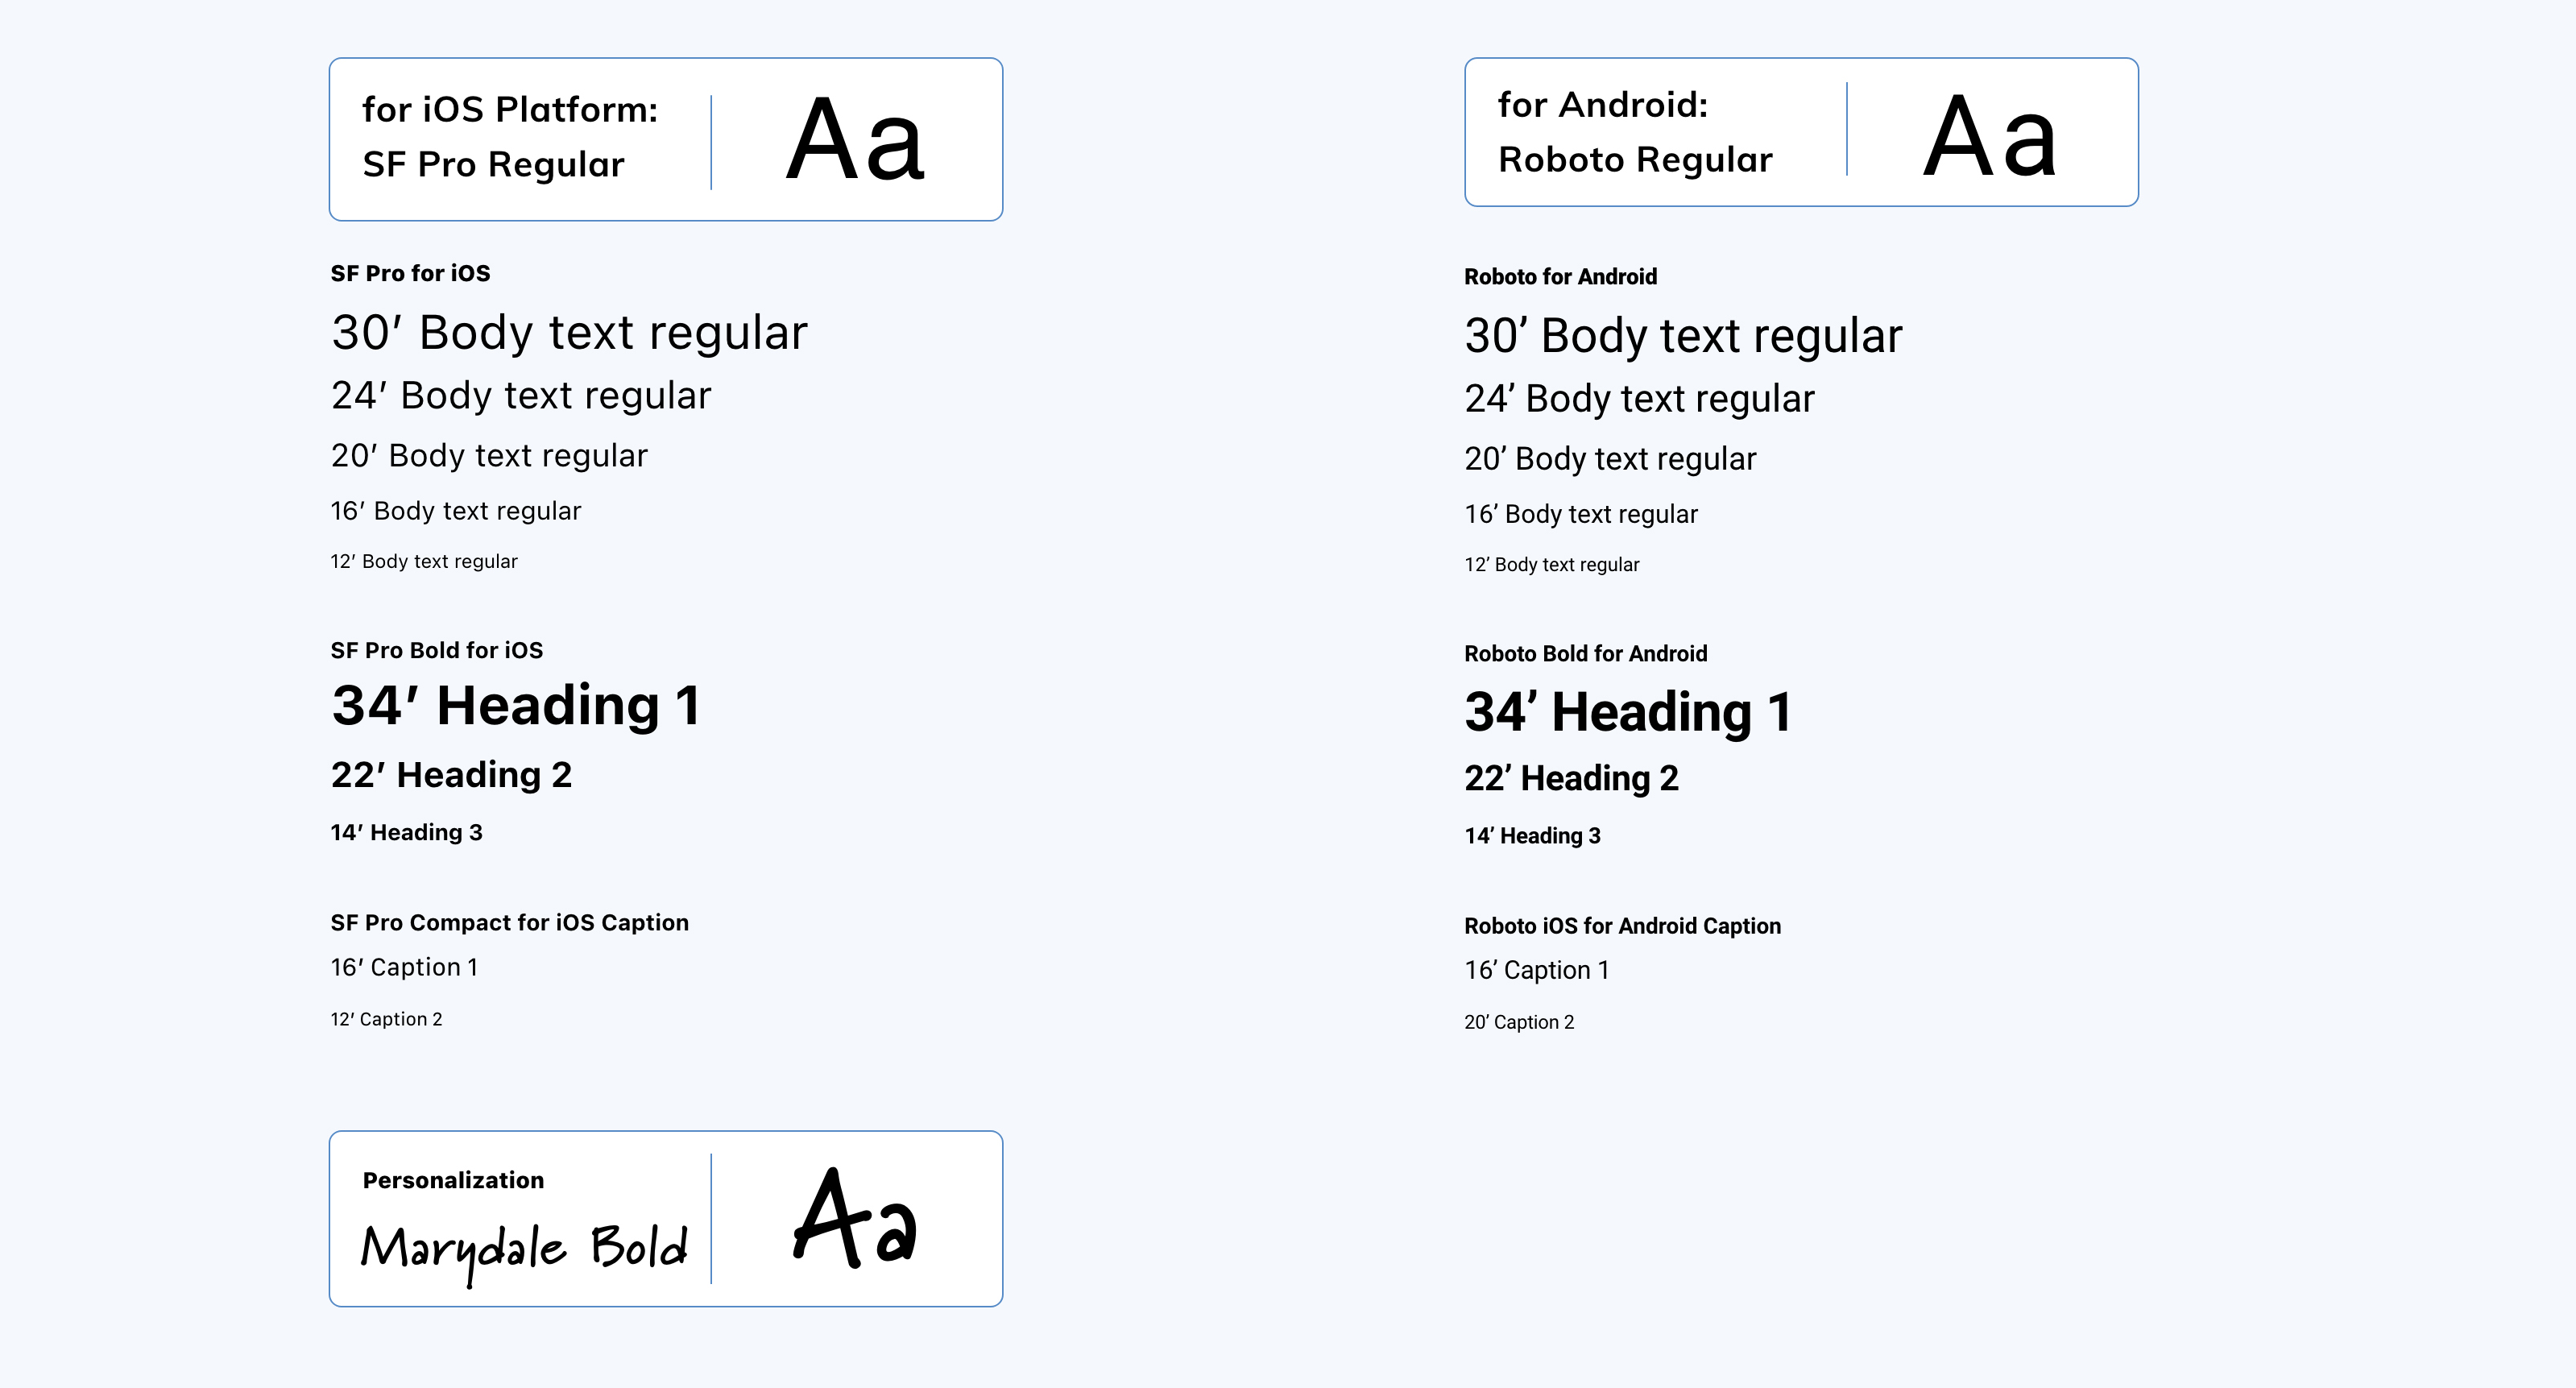 for iOS Platform:
SF Pro Regular
Aa
SF Pro for iOS
30′ Body text regular
24′ Body text regular
20′ Body text regular
16′ Body text regular
12′ Body text regular
SF Pro Bold for iOS
34′ Heading 1
22′ Heading 2
14′ Heading 3
SF Pro Compact for iOS Caption
16′ Caption 1
12′ Caption 2
Personalization
Marydale Bold
Aa
for Android:
Roboto Regular
Aa
Roboto for Android
30’ Body text regular
24’ Body text regular
20’ Body text regular
16’ Body text regular
12’ Body text regular
Roboto Bold for Android
34’ Heading 1
22’ Heading 2
14’ Heading 3
Roboto iOS for Android Caption
16’ Caption 1
20’ Caption 2